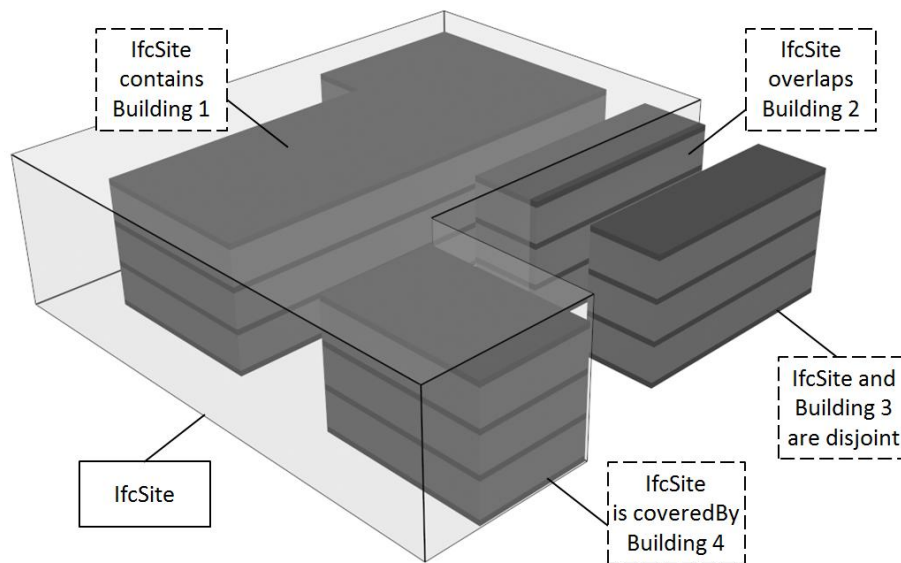 IfcSite
contains
Building 1
IfcSite
overlaps
Building 2
IfcSite and
Building 3
are disjoint
IfcSite
IfcSite
is coveredBy
Building 4